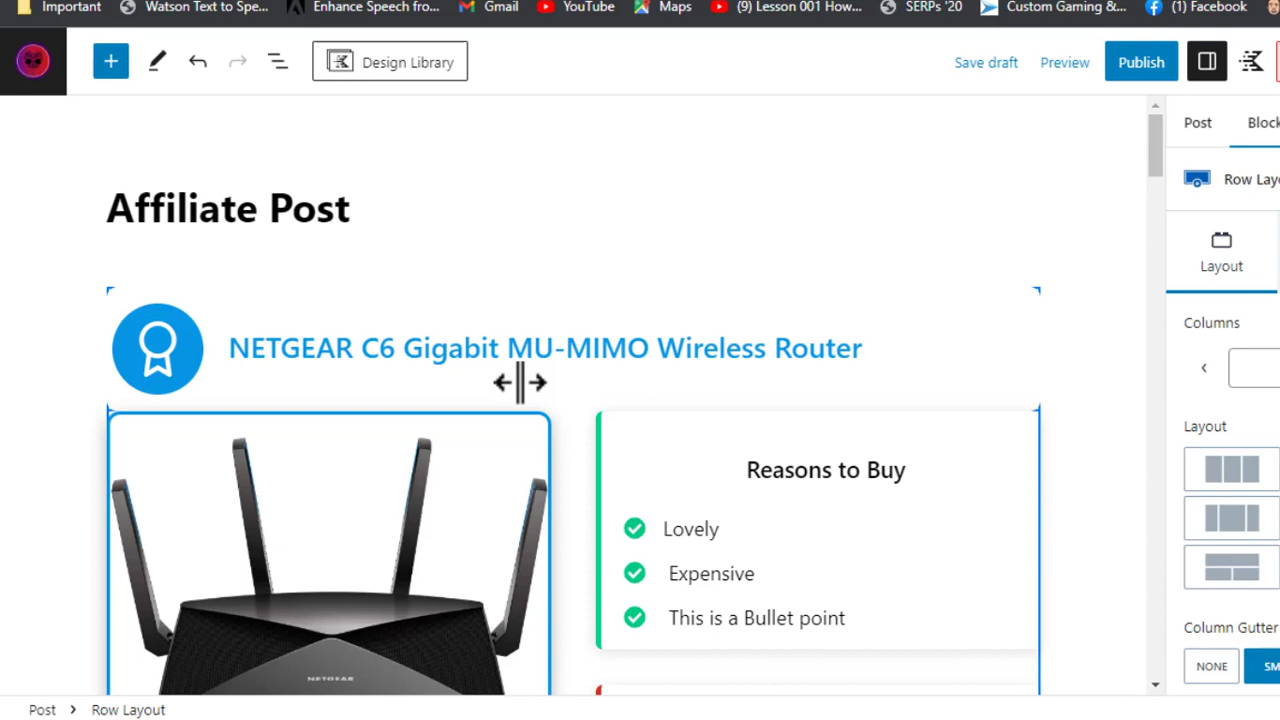 Important
Watson Text to Spe...
Enhance Speech fro...
Gmail
YouTube
Maps
(9) Lesson 001 How...
SERPs '20
Custom Gaming &...
(1) Facebook
Design Library
Save draft
Preview
Publish
Post
Block
Affiliate Post
Row Layo
Layout
NETGEAR C6 Gigabit MU-MIMO Wireless Router
Columns
Layout
Reasons to Buy
Lovely
Expensive
This is a Bullet point
Column Gutter
NONE
SM
NETGEAR
Post
Row Layout